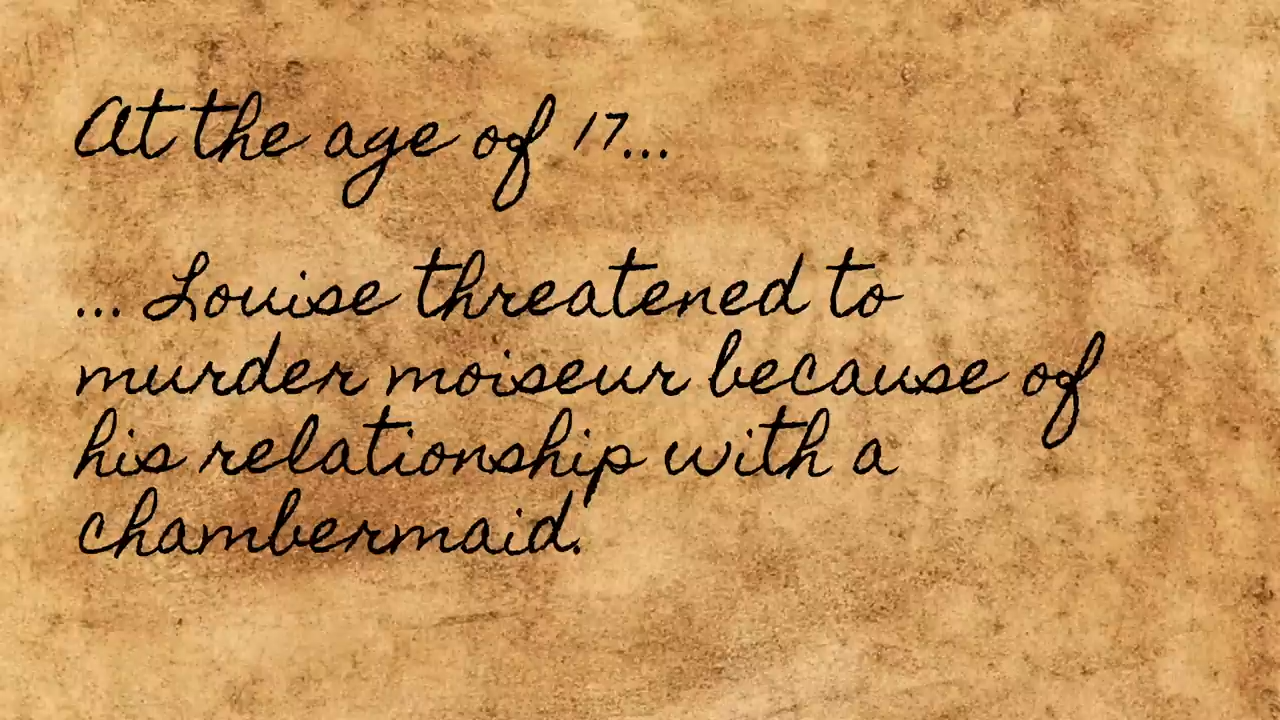 At the age of 17...
... Louise threatened to
murder moiseur because of
his relationship with a
chambermaid.